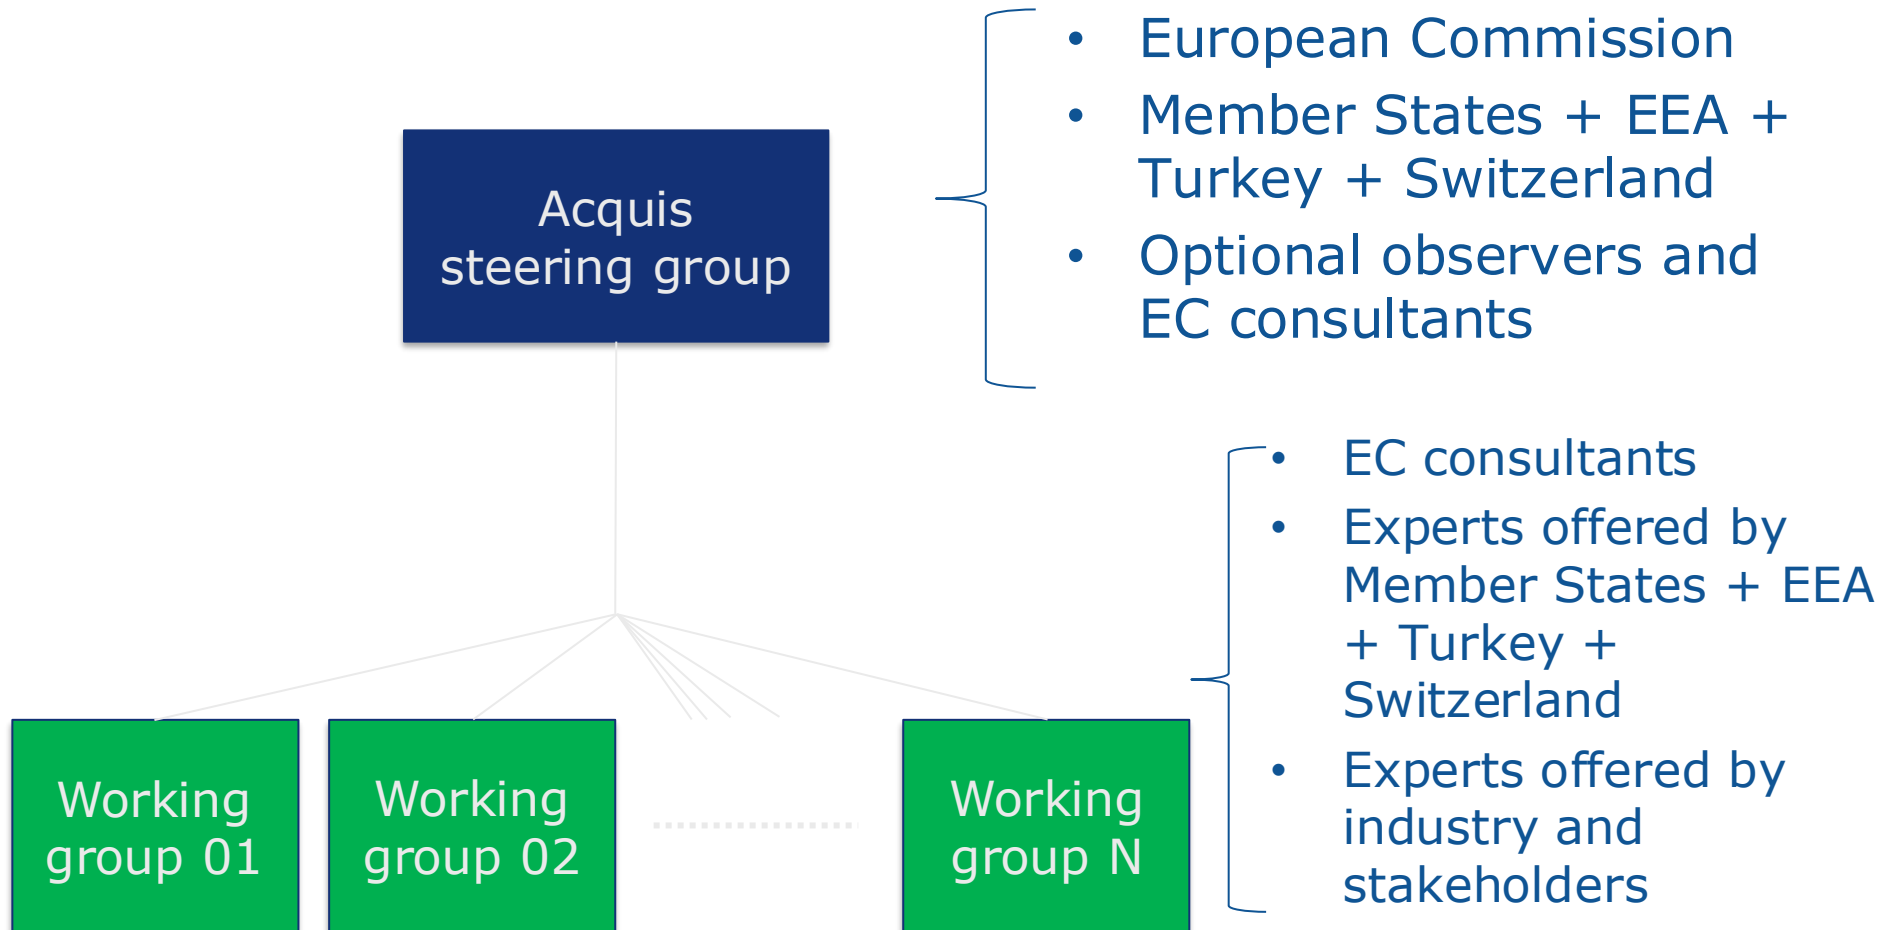 Acquis
steering group
• European Commission
• Member States + EEA +
Turkey + Switzerland
• Optional observers and
EC consultants
• EC consultants
• Experts offered by
Member States + EEA
+ Turkey +
Switzerland
• Experts offered by
industry and
stakeholders
Working
group 01
Working
group 02
Working
group N